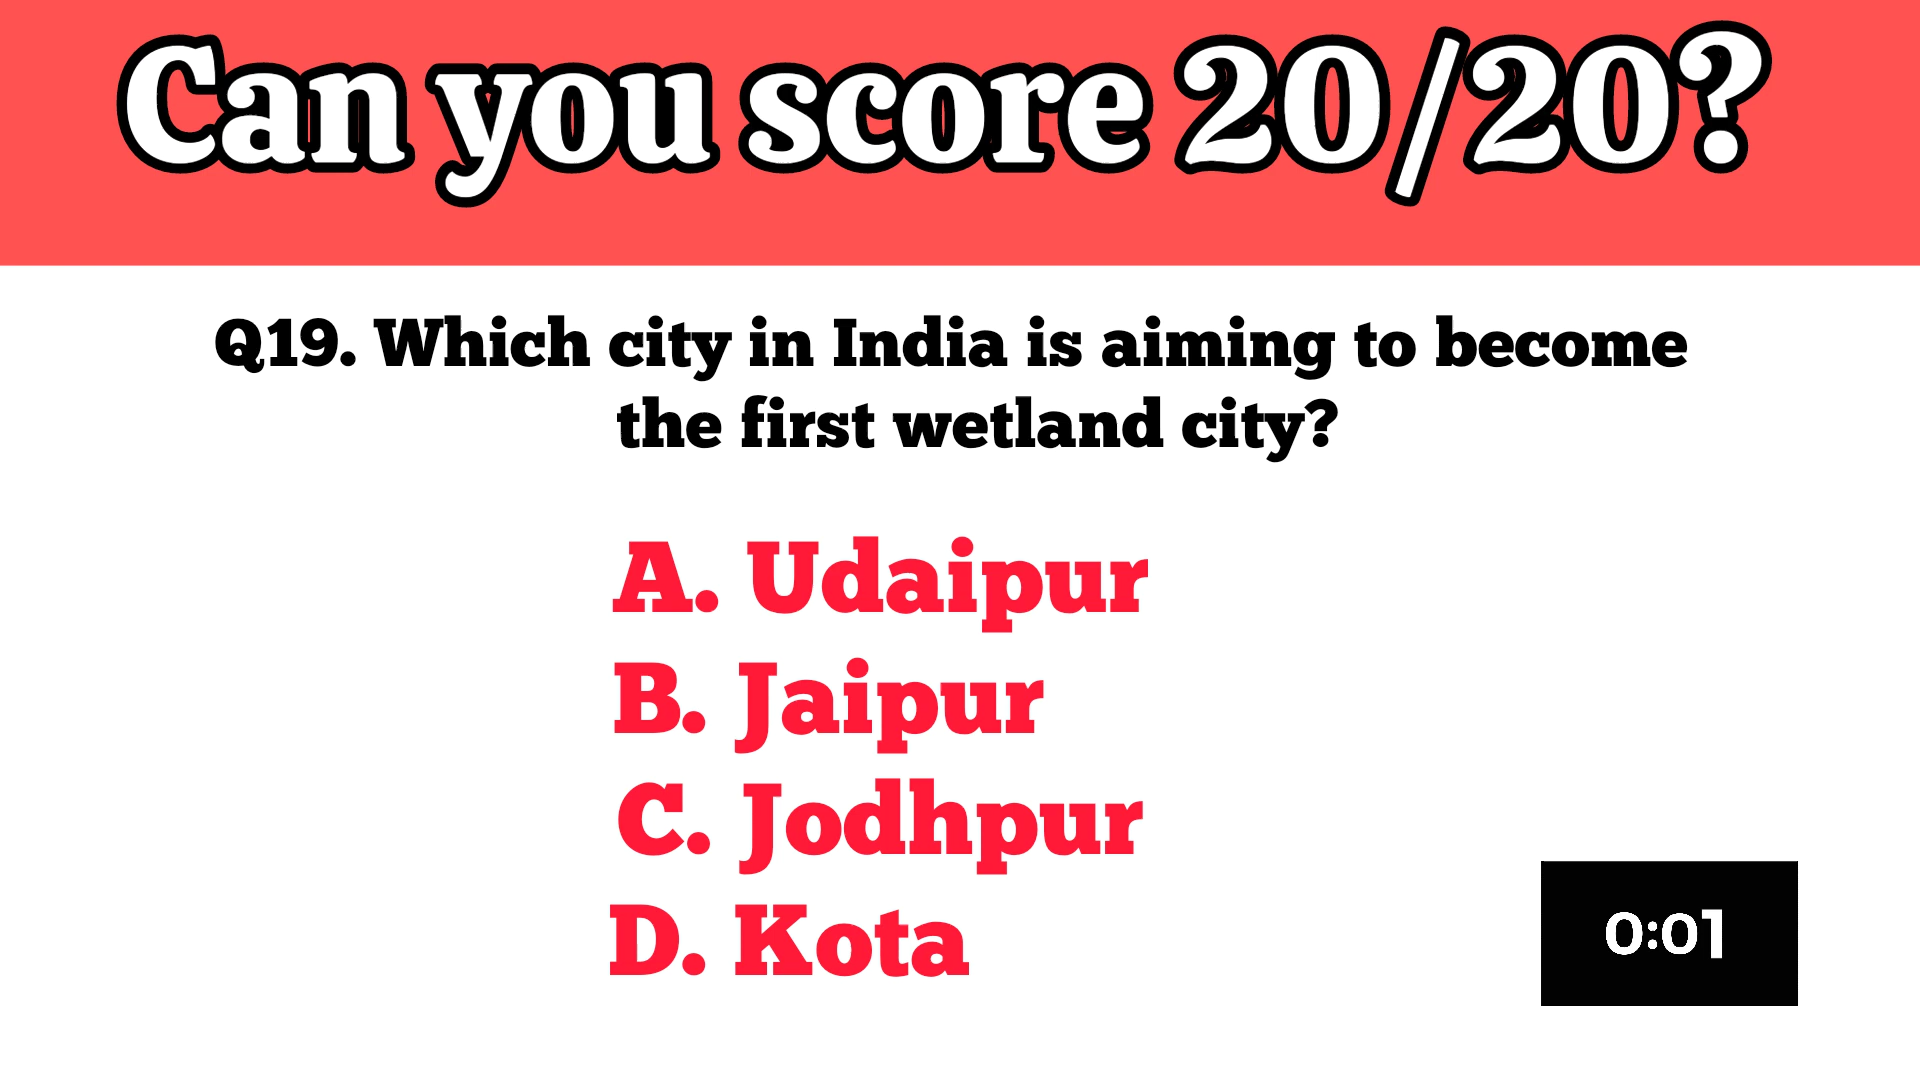 Can you score 20/20?
Q19. Which city in India is aiming to become
the first wetland city?
A. Udaipur
B. Jaipur
C. Jodhpur
D. Kota
0:01